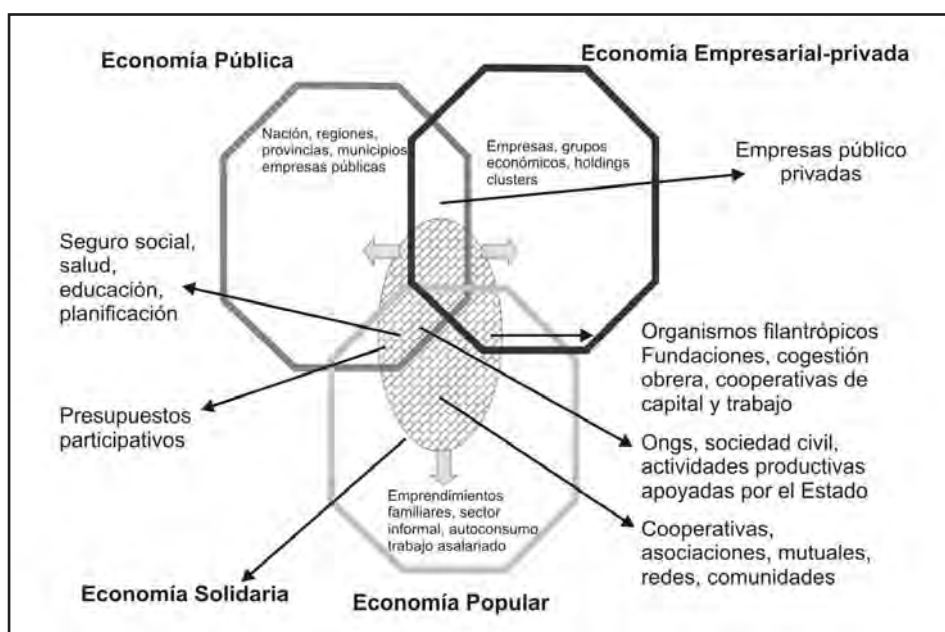 Economía Pública
Economía Empresarial-privada
Nación, regiones,
provincias, municipios
empresas públicas
Empresas, grupos
económicos, holdings
clusters
Empresas público
privadas
Seguro social,
salud,
educación,
planificación
Presupuestos
participativos
Organismos filantrópicos
Fundaciones, cogestión
obrera, cooperativas de
capital y trabajo
Ongs, sociedad civil,
actividades productivas
apoyadas por el Estado
Cooperativas,
asociaciones, mutuales,
redes, comunidades
Emprendimientos
familiares, sector
informal, autoconsumo
trabajo asalariado
Economía Solidaria
Economía Popular